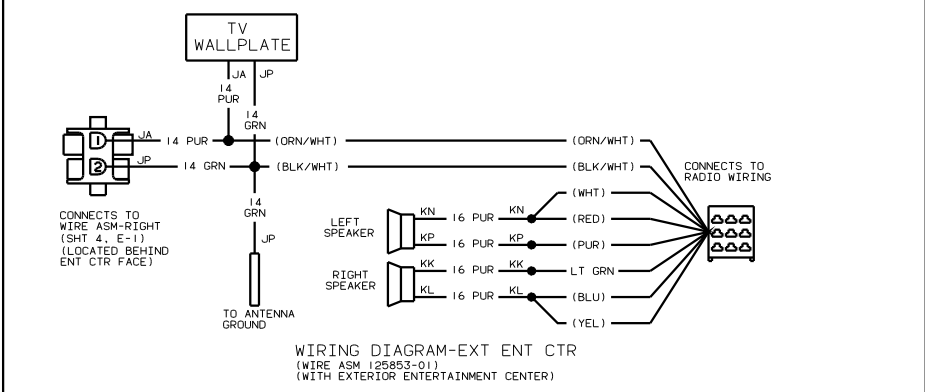 TV
WALLPLATE
JA
JP
14
PUR
14
GRN
1
JA
14 PUR
(ORN/WHT)
(ORN/WHT)
2
JP
14 GRN
(BLK/WHT)
(BLK/WHT)
CONNECTS TO
RADIO WIRING
(WHT)
14
GRN
JP
CONNECTS TO
WIRE ASM-RIGHT
(SHT 4, E-1)
(LOCATED BEHIND
ENT CTR FACE)
LEFT
SPEAKER
KN
16 PUR
KN
(RED)
KP
16 PUR
KP
(PUR)
RIGHT
SPEAKER
KK
16 PUR
KK
LT GRN
KL
16 PUR
KL
(BLU)
(YEL)
TO ANTENNA
GROUND
WIRING DIAGRAM-EXT ENT CTR
(WIRE ASM 125853-01)
(WITH EXTERIOR ENTERTAINMENT CENTER)